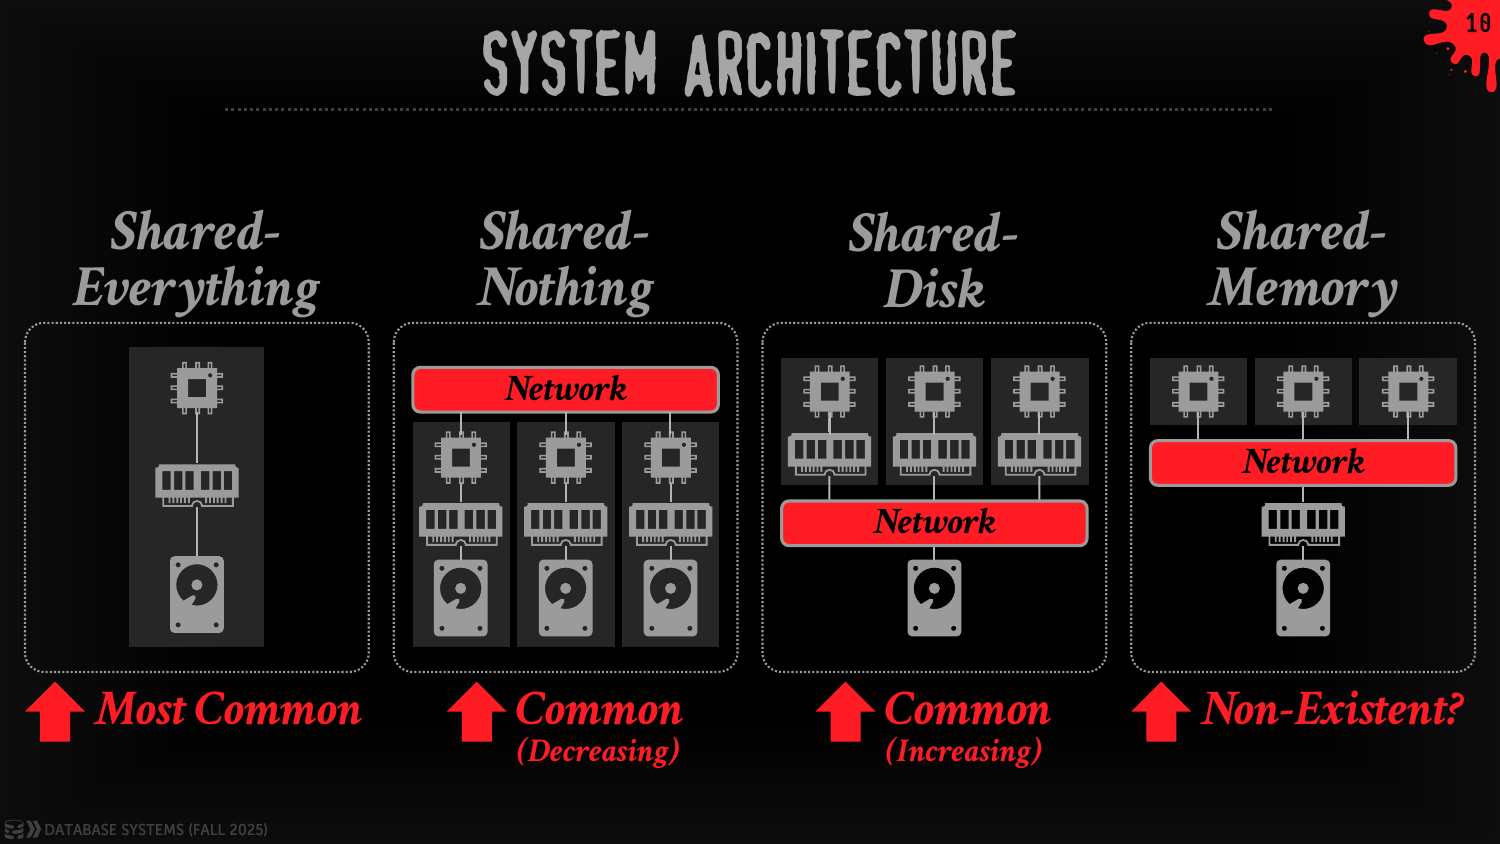 SYSTEM ARCHITECTURE
10
Shared-
Everything
Shared-
Nothing
Shared-
Disk
Shared-
Memory
Network
Network
Network
Most Common
Common
(Decreasing)
Common
(Increasing)
Non-Existent?
DATABASE SYSTEMS (FALL 2025)